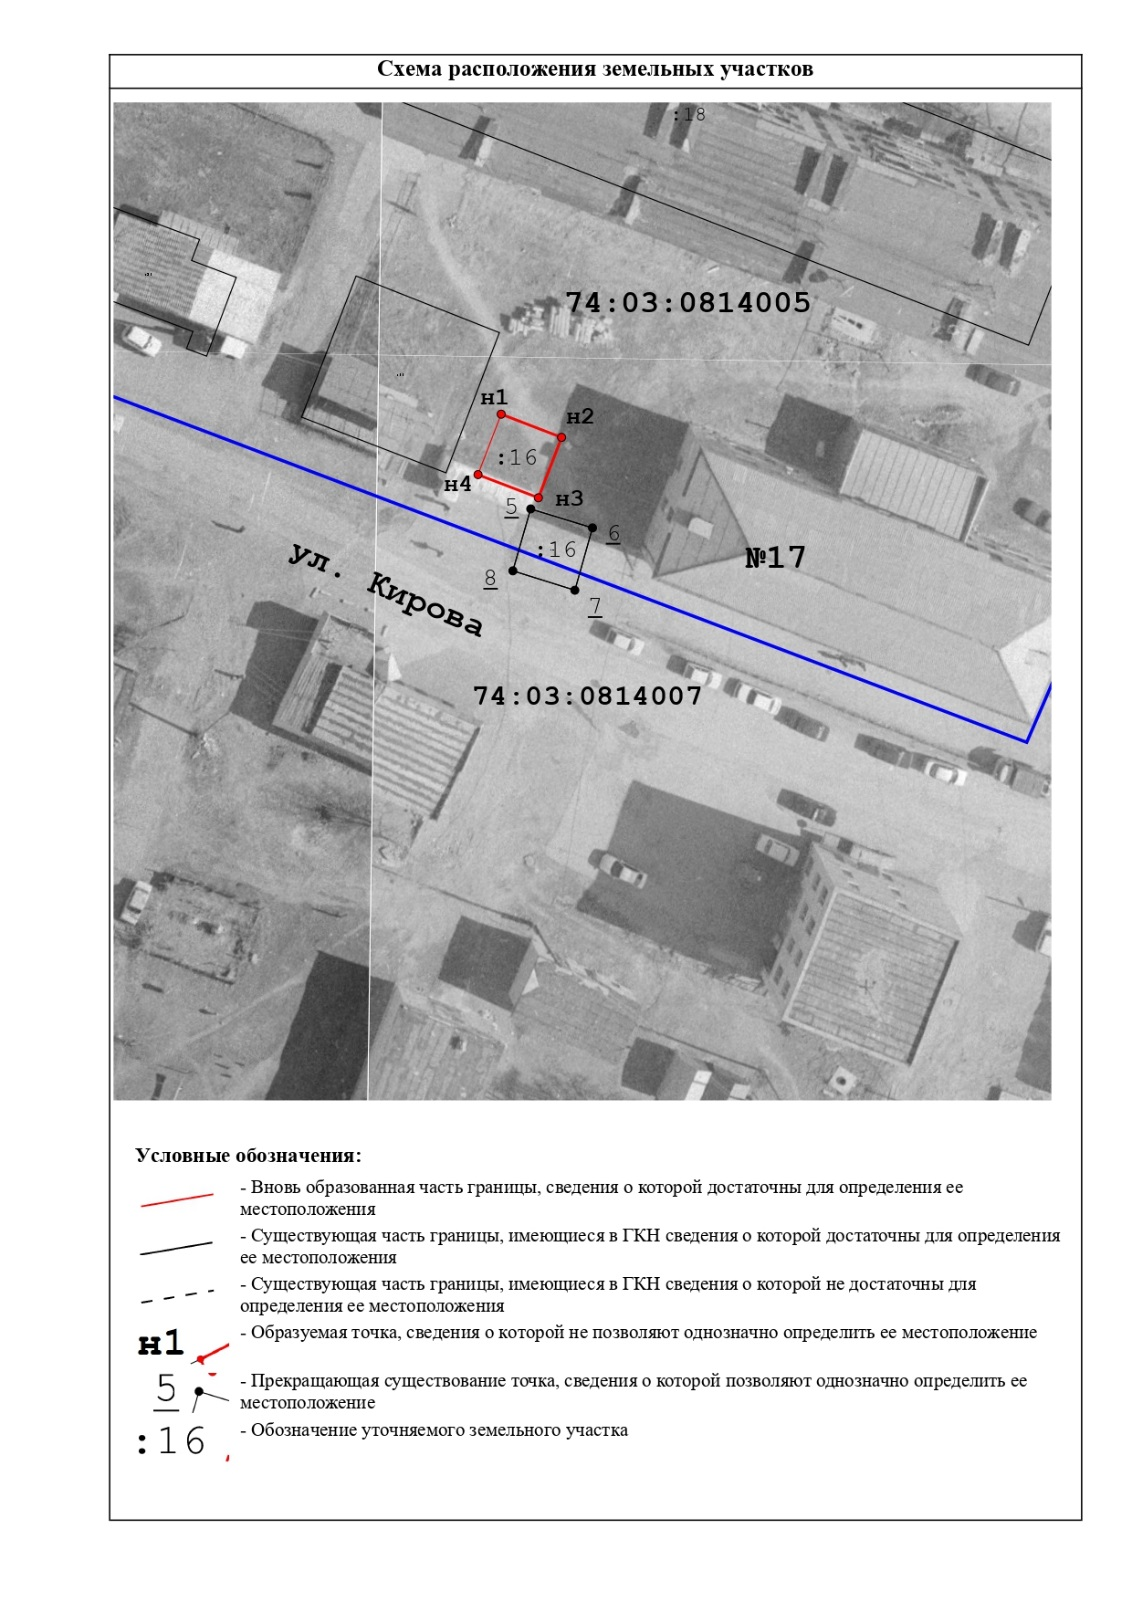 Схема расположения земельных участков
:18
74:03:0814005
н1
н2
:16
н4
н3
5
6
:16
№17
8
7
ул. Кирова
74:03:0814007
Условные обозначения:
- Вновь образованная часть границы, сведения о которой достаточны для определения ее
местоположения
- Существующая часть границы, имеющиеся в ГКН сведения о которой достаточны для определения
ее местоположения
- Существующая часть границы, имеющиеся в ГКН сведения о которой не достаточны для
определения ее местоположения
н1 - Образуемая точка, сведения о которой не позволяют однозначно определить ее местоположение
5 - Прекращающая существование точка, сведения о которой позволяют однозначно определить ее
местоположение
:16 - Обозначение уточняемого земельного участка